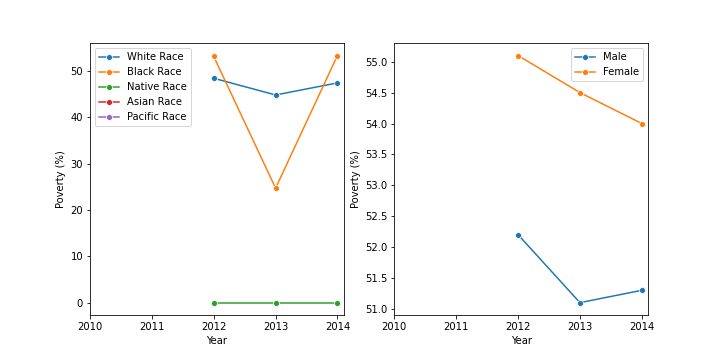 White Race
Black Race
Native Race
Asian Race
Pacific Race
Poverty (%)
50
40
30
20
10
0
2010 2011 2012 2013 2014
Year
Male
Female
Poverty (%)
55.0
54.5
54.0
53.5
53.0
52.5
52.0
51.5
51.0
2010 2011 2012 2013 2014
Year